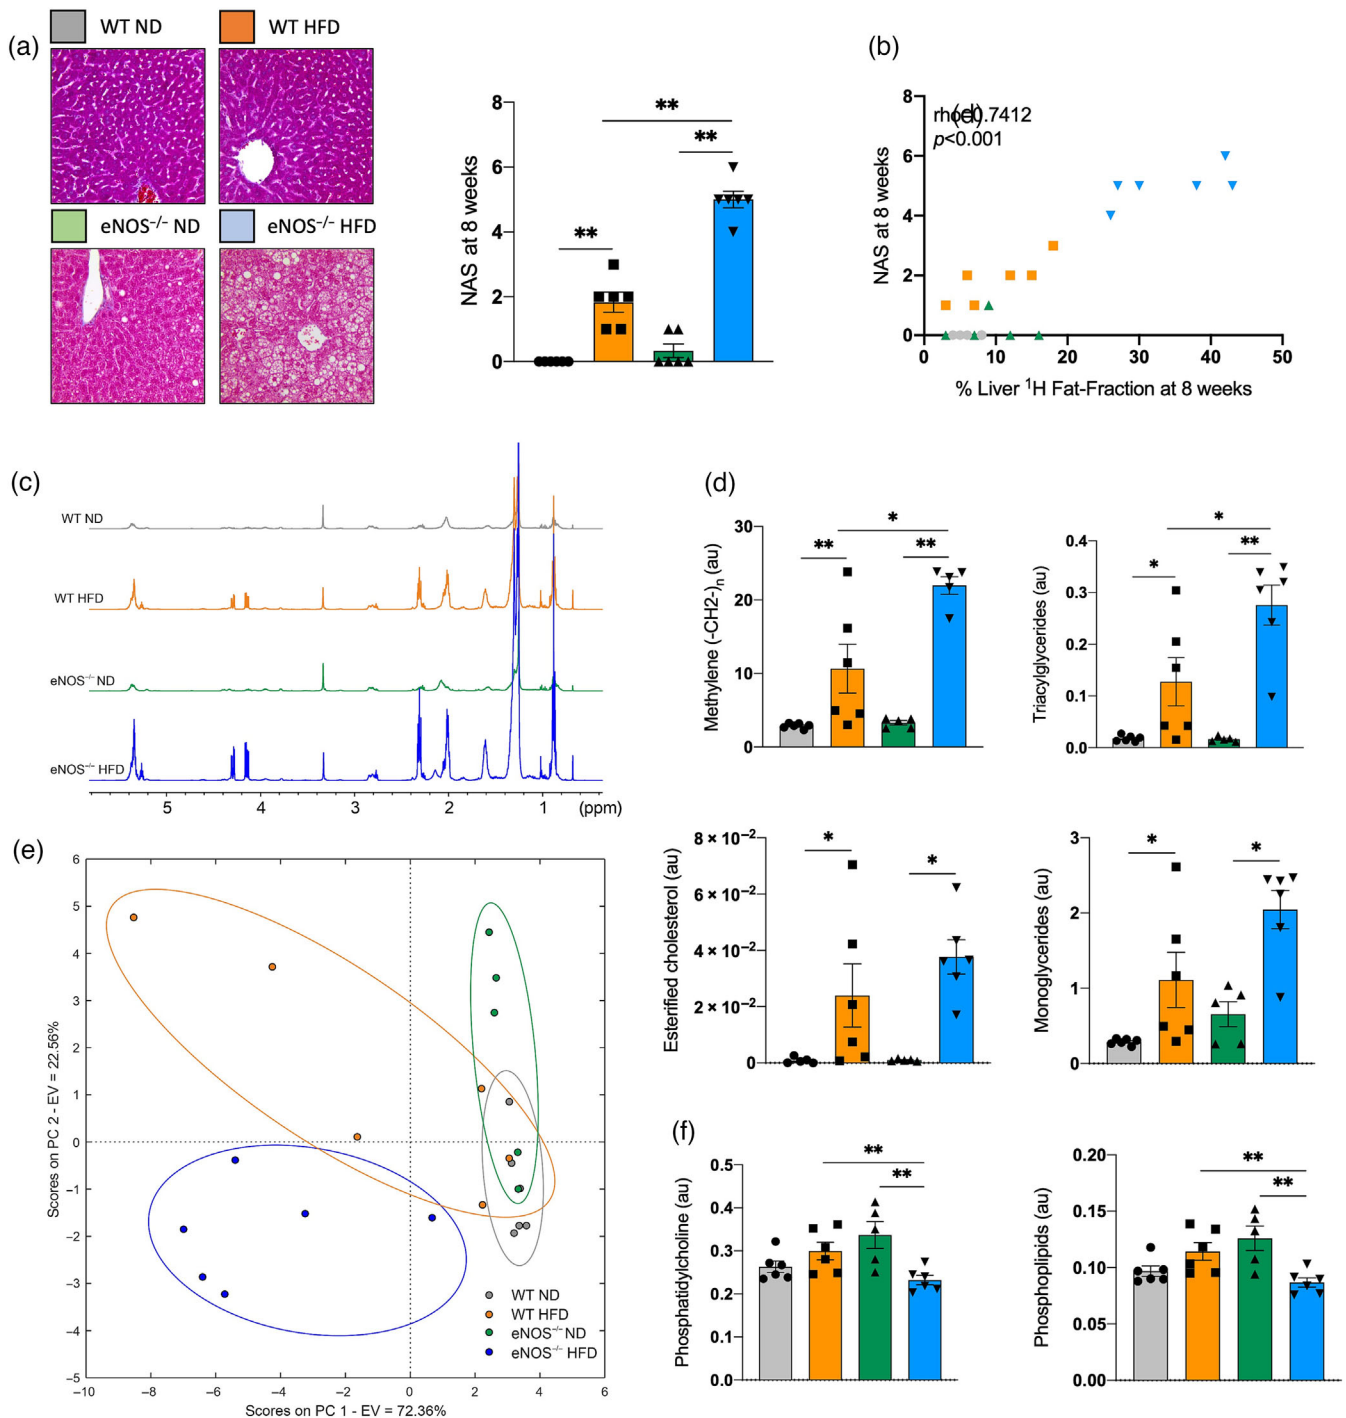 (a)
WT ND
WT HFD
eNOS⁻/⁻ ND
eNOS⁻/⁻ HFD
NAS at 8 weeks
8
6
4
2
0
**
**
**
(b)
NAS at 8 weeks
8
6
4
2
0
(d)
p<0.001
0 10 20 30 40 50
% Liver ¹H Fat-Fraction at 8 weeks
(c)
WT ND
WT HFD
eNOS⁻/⁻ ND
eNOS⁻/⁻ HFD
5 4 3 2 1 (ppm)
(d)
Methylene (-CH2-)n (au)
30
20
10
0
**
**
*
Triacylglycerides (au)
0.4
0.3
0.2
0.1
0.0
*
**
*
Esterified cholesterol (au)
8 × 10⁻²
6 × 10⁻²
4 × 10⁻²
2 × 10⁻²
0
*
*
Monoglycerides (au)
3
2
1
0
*
*
(e)
Scores on PC 2 - EV = 22.56%
6
5
4
3
2
1
0
−1
−2
−3
−4
−5
−10 −8 −6 −4 −2 0 2 4 6
Scores on PC 1 - EV = 72.36%
WT ND
WT HFD
eNOS⁻/⁻ ND
eNOS⁻/⁻ HFD
(f)
Phosphatidylcholine (au)
0.5
0.4
0.3
0.2
0.1
0.0
**
**
Phosphoplipids (au)
0.20
0.15
0.10
0.05
0.00
**
**